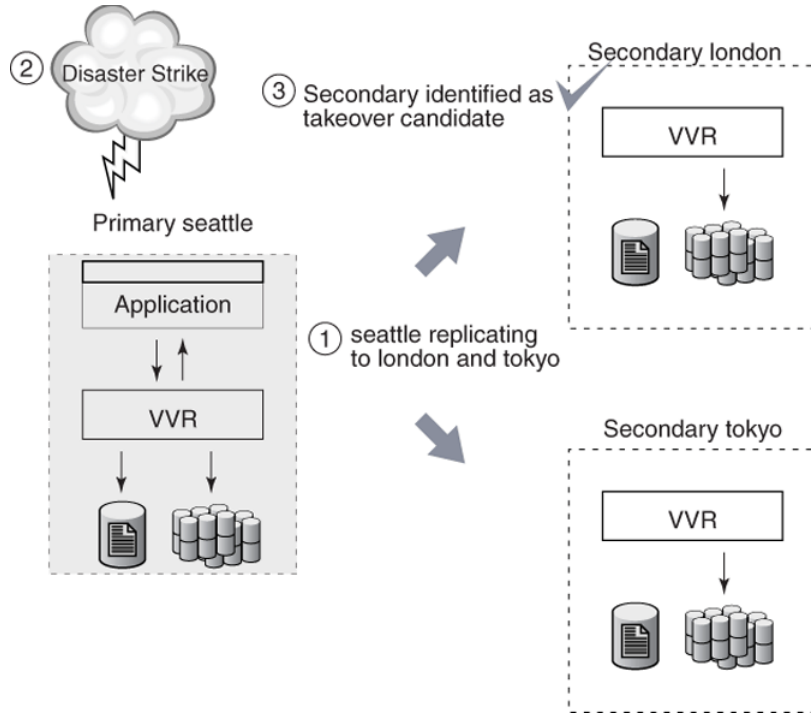 ② Disaster Strike
Secondary london
③ Secondary identified as
takeover candidate
VVR
Primary seattle
Application
① seattle replicating
to london and tokyo
VVR
Secondary tokyo
VVR